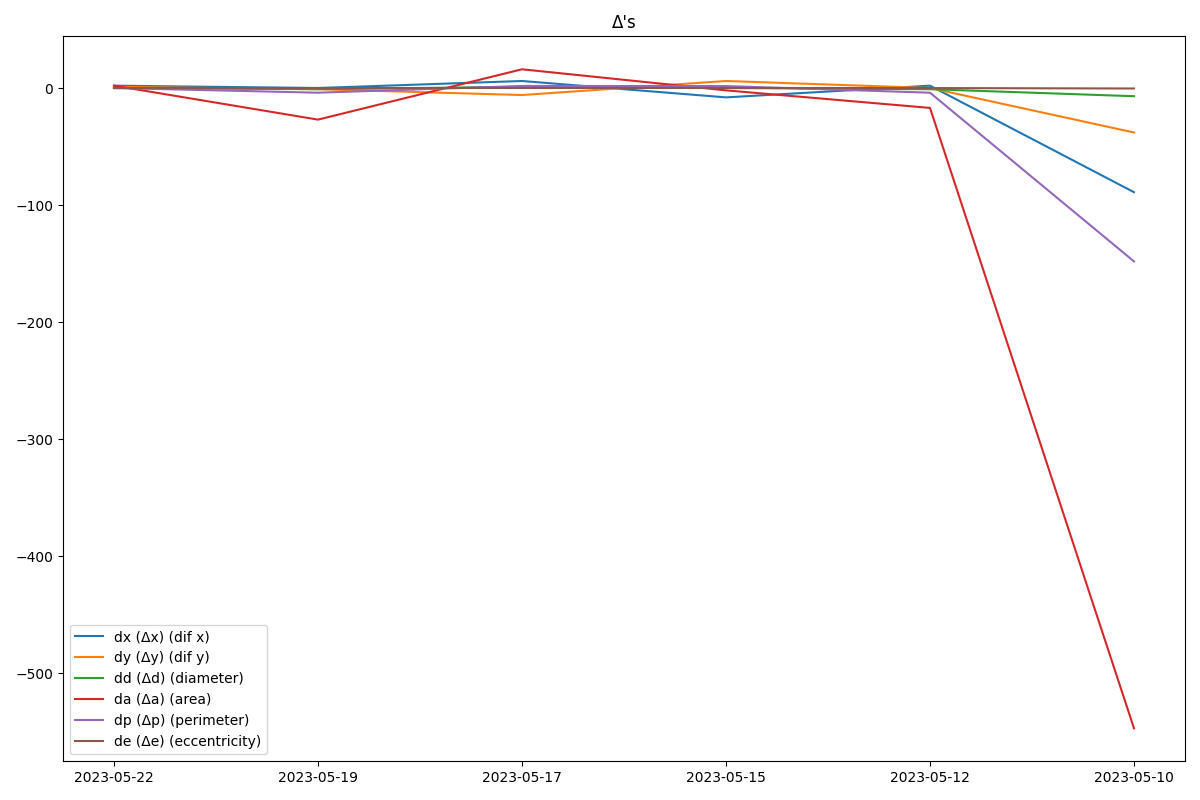 Δ's
0
−100
−200
−300
−400
−500
dx (Δx) (dif x)
dy (Δy) (dif y)
dd (Δd) (diameter)
da (Δa) (area)
dp (Δp) (perimeter)
de (Δe) (eccentricity)
2023-05-22 2023-05-19 2023-05-17 2023-05-15 2023-05-12 2023-05-10